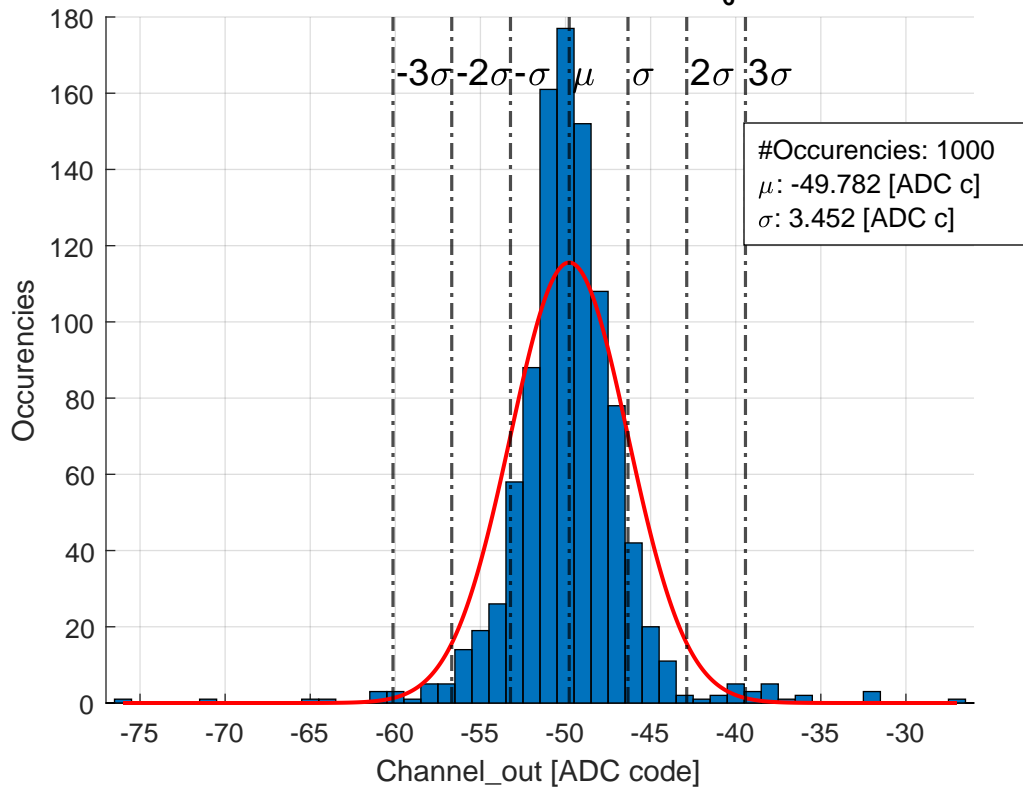 180
160
140
120
100
80
60
40
20
0
Occurencies
-3σ -2σ -σ μ σ 2σ 3σ
#Occurencies: 1000
μ: -49.782 [ADC c]
σ: 3.452 [ADC c]
-75 -70 -65 -60 -55 -50 -45 -40 -35 -30
Channel_out [ADC code]